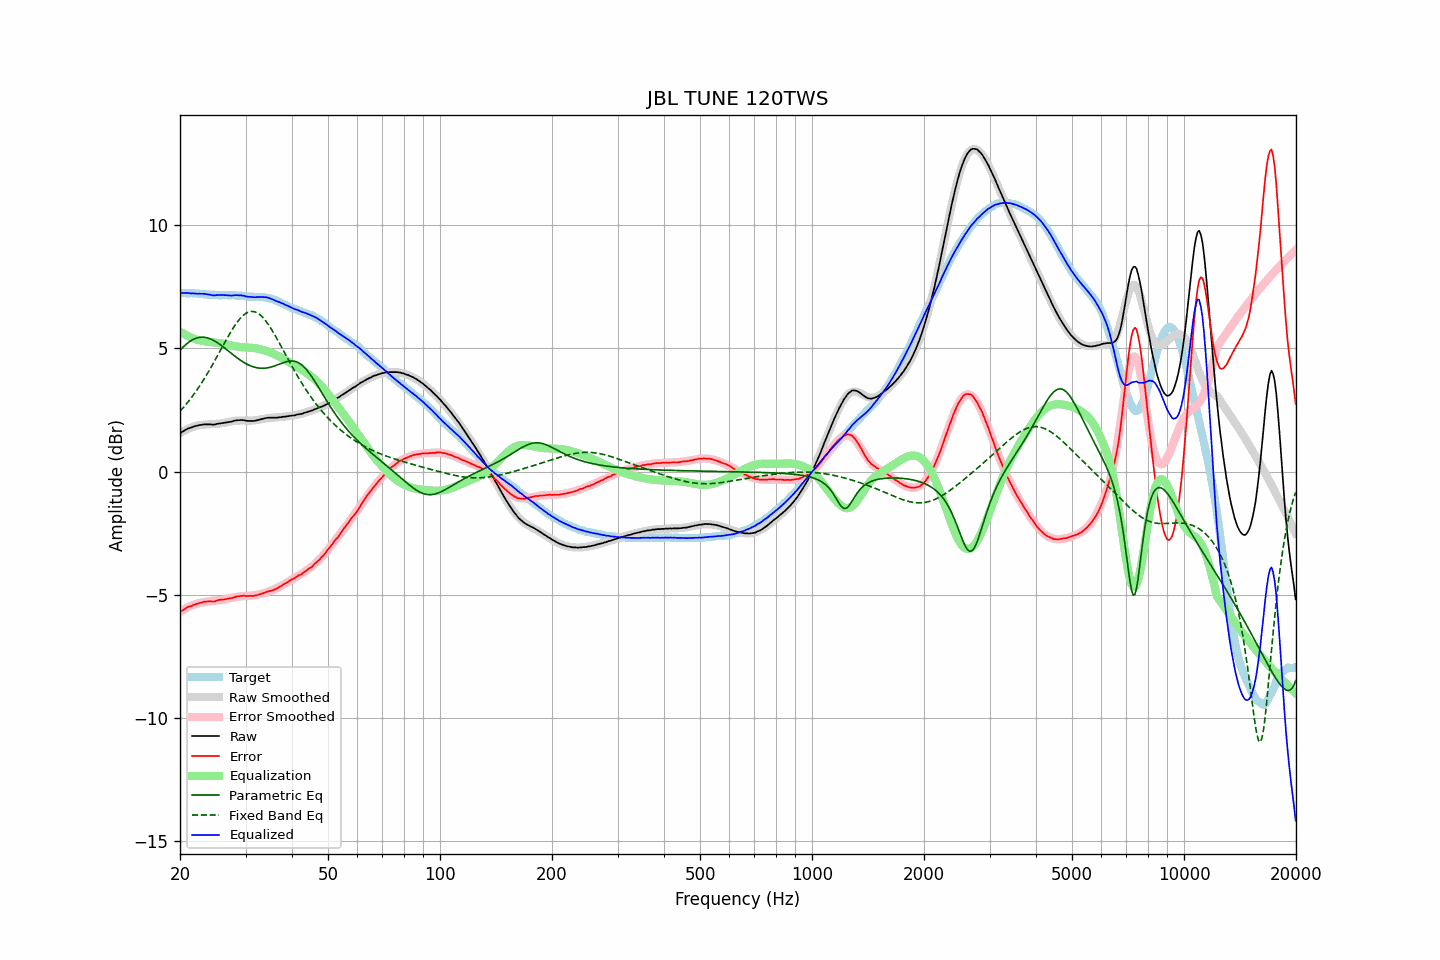 JBL TUNE 120TWS
Amplitude (dBr)
10
5
0
−5
−10
−15
Target
Raw Smoothed
Error Smoothed
Raw
Error
Equalization
Parametric Eq
Fixed Band Eq
Equalized
20 50 100 200 500 1000 2000 5000 10000 20000
Frequency (Hz)